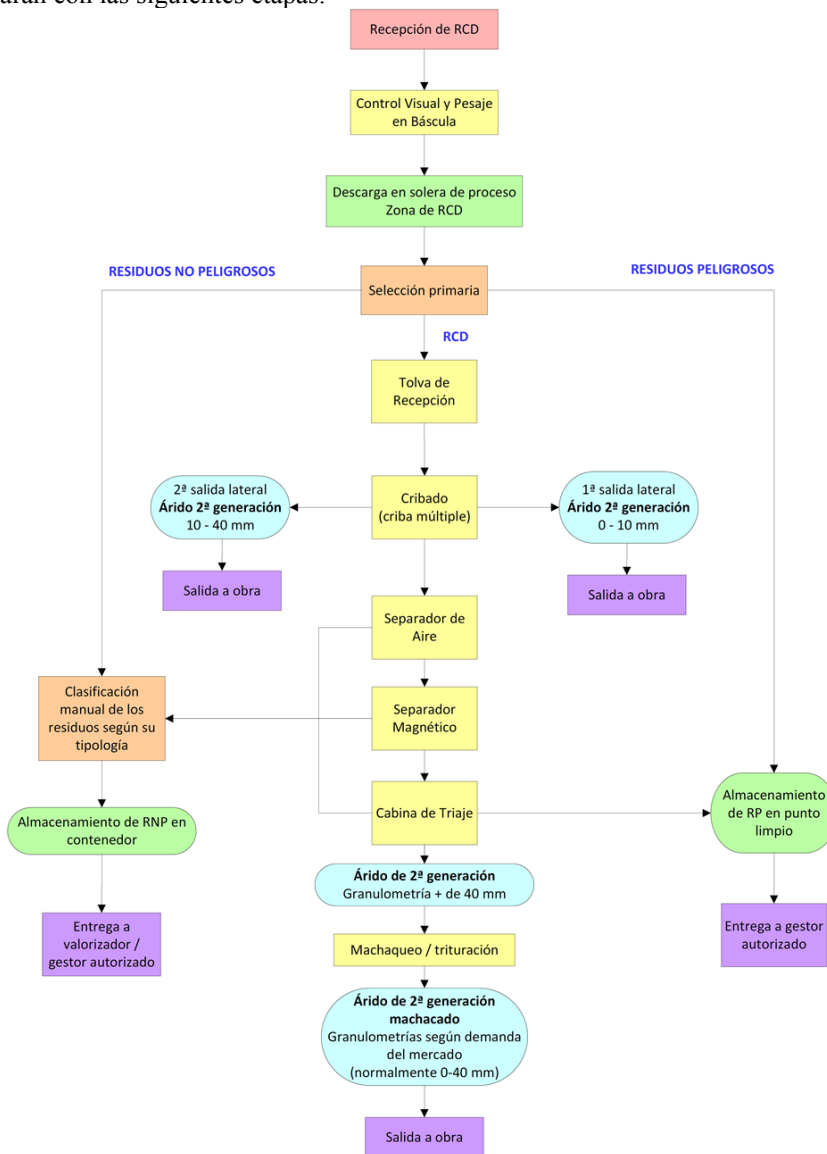 con las siguientes etapas:
Recepción de RCD
Control Visual y Pesaje
en Báscula
Descarga en solera de proceso
Zona de RCD
RESIDUOS NO PELIGROSOS
RESIDUOS PELIGROSOS
Selección primaria
RCD
Tolva de
Recepción
2ª salida lateral
Árido 2ª generación
10 - 40 mm
Cribado
(criba múltiple)
1ª salida lateral
Árido 2ª generación
0 - 10 mm
Salida a obra
Salida a obra
Separador de
Aire
Clasificación
manual de los
residuos según su
tipología
Separador
Magnético
Almacenamiento de RNP en
contenedor
Cabina de Triaje
Almacenamiento
de RP en punto
limpio
Árido de 2ª generación
Granulometría + de 40 mm
Entrega a
valorizador /
gestor autorizado
Entrega a gestor
autorizado
Machaqueo / trituración
Árido de 2ª generación
machacado
Granulometrías según demanda
del mercado
(normalmente 0-40 mm)
Salida a obra